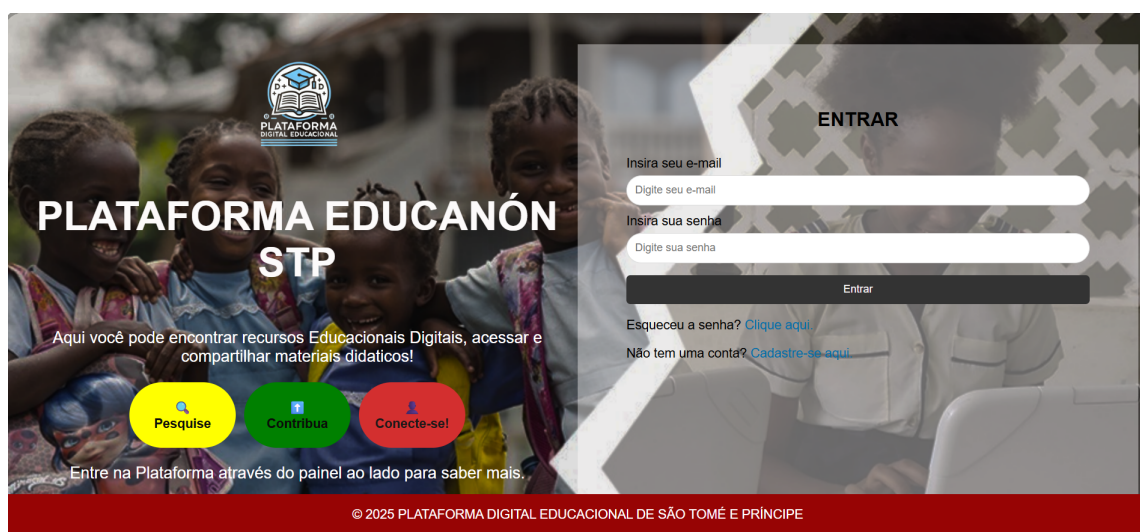 PLATAFORMA
DIGITAL EDUCACIONAL
PLATAFORMA EDUCANÓN
STP
Aqui você pode encontrar recursos Educacionais Digitais, acessar e
compartilhar materiais didaticos!
Pesquise
Contribua
Conecte-se!
Entre na Plataforma através do painel ao lado para saber mais.
ENTRAR
Insira seu e-mail
Digite seu e-mail
Insira sua senha
Digite sua senha
Entrar
Esqueceu a senha? Clique aqui.
Não tem uma conta? Cadastre-se aqui.
© 2025 PLATAFORMA DIGITAL EDUCACIONAL DE SÃO TOMÉ E PRÍNCIPE